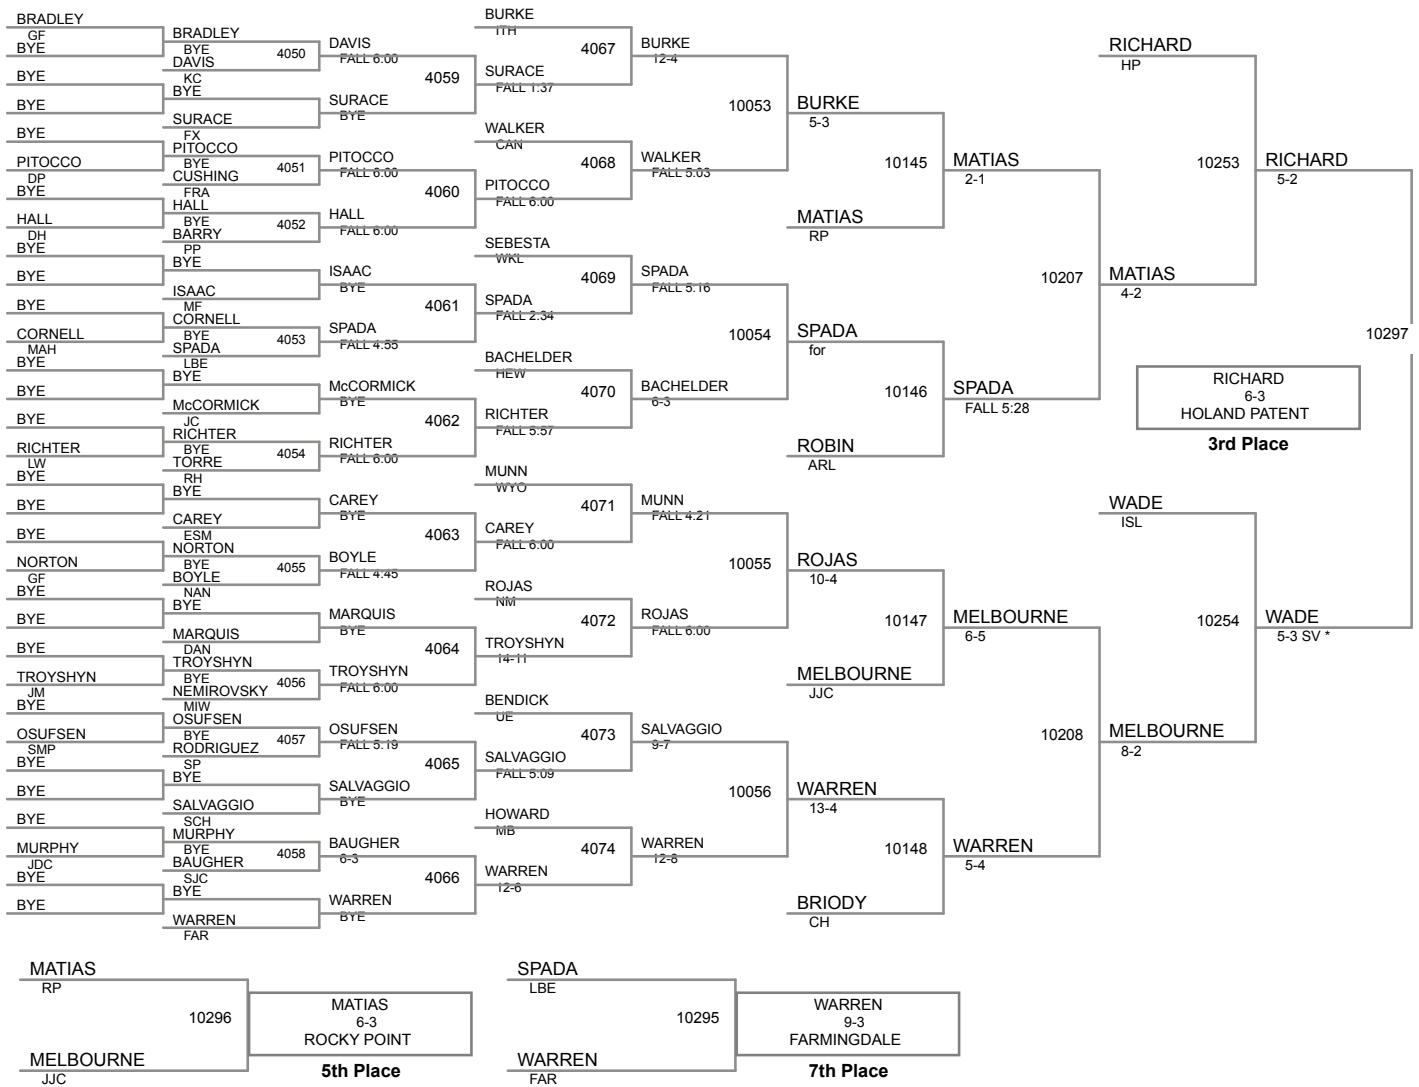 BRADLEY
GF
BYE
BYE
BYE
BYE
PITOCCO
DP
BYE
HALL
DH
BYE
BYE
BYE
CORNELL
MAH
BYE
BYE
BYE
RICHTER
LW
BYE
BYE
BYE
NORTON
GF
BYE
BYE
BYE
TROYSHYN
JM
BYE
OSUFSEN
SMP
BYE
BYE
BYE
MURPHY
JDC
BYE
BYE
BRADLEY
BYE
4050
DAVIS
KC
BYE
SURACE
FX
PITOCCO
BYE
4051
CUSHING
FRA
HALL
BYE
4052
BARRY
PP
BYE
ISAAC
MF
CORNELL
BYE
4053
SPADA
LBE
BYE
McCORMICK
JC
RICHTER
BYE
4054
TORRE
RH
BYE
CAREY
ESM
NORTON
BYE
4055
BOYLE
NAN
BYE
MARQUIS
DAN
TROYSHYN
BYE
4056
NEMIROVSKY
MIW
OSUFSEN
BYE
4057
RODRIGUEZ
SP
BYE
SALVAGGIO
SCH
MURPHY
BYE
4058
BAUGHER
SJC
BYE
WARREN
FAR
DAVIS
FALL 6:00
4059
SURACE
BYE
PITOCCO
FALL 6:00
4060
HALL
FALL 6:00
ISAAC
BYE
4061
SPADA
FALL 4:55
McCORMICK
BYE
4062
RICHTER
FALL 6:00
CAREY
BYE
4063
BOYLE
FALL 4:45
MARQUIS
BYE
4064
TROYSHYN
FALL 6:00
OSUFSEN
FALL 5:19
4065
SALVAGGIO
BYE
BAUGHER
6-3
4066
WARREN
BYE
BURKE
ITH
4067
SURACE
FALL 1:37
WALKER
CAN
4068
PITOCCO
FALL 6:00
SEBESTA
WKL
4069
SPADA
FALL 2:34
BACHELDER
HEW
4070
RICHTER
FALL 5:57
MUNN
WYO
4071
CAREY
FALL 6:00
ROJAS
NM
4072
TROYSHYN
14-11
BENDICK
UE
4073
SALVAGGIO
FALL 5:09
HOWARD
MB
4074
WARREN
12-6
BURKE
12-4
10053
WALKER
FALL 5:03
SPADA
FALL 5:16
10054
BACHELDER
6-3
MUNN
FALL 4:21
10055
ROJAS
FALL 6:00
SALVAGGIO
9-7
10056
WARREN
12-8
BURKE
5-3
10145
MATIAS
RP
SPADA
for
10146
ROBIN
ARL
ROJAS
10-4
10147
MELBOURNE
JJC
WARREN
13-4
10148
BRIODY
CH
MATIAS
2-1
10207
SPADA
FALL 5:28
MELBOURNE
6-5
10208
WARREN
5-4
RICHARD
HP
10253
MATIAS
4-2
WADE
ISL
10254
MELBOURNE
8-2
RICHARD
5-2
10297
WADE
5-3 SV *
RICHARD
6-3
HOLAND PATENT
3rd Place
MATIAS
RP
10296
MELBOURNE
JJC
MATIAS
6-3
ROCKY POINT
5th Place
SPADA
LBE
10295
WARREN
FAR
WARREN
9-3
FARMINGDALE
7th Place